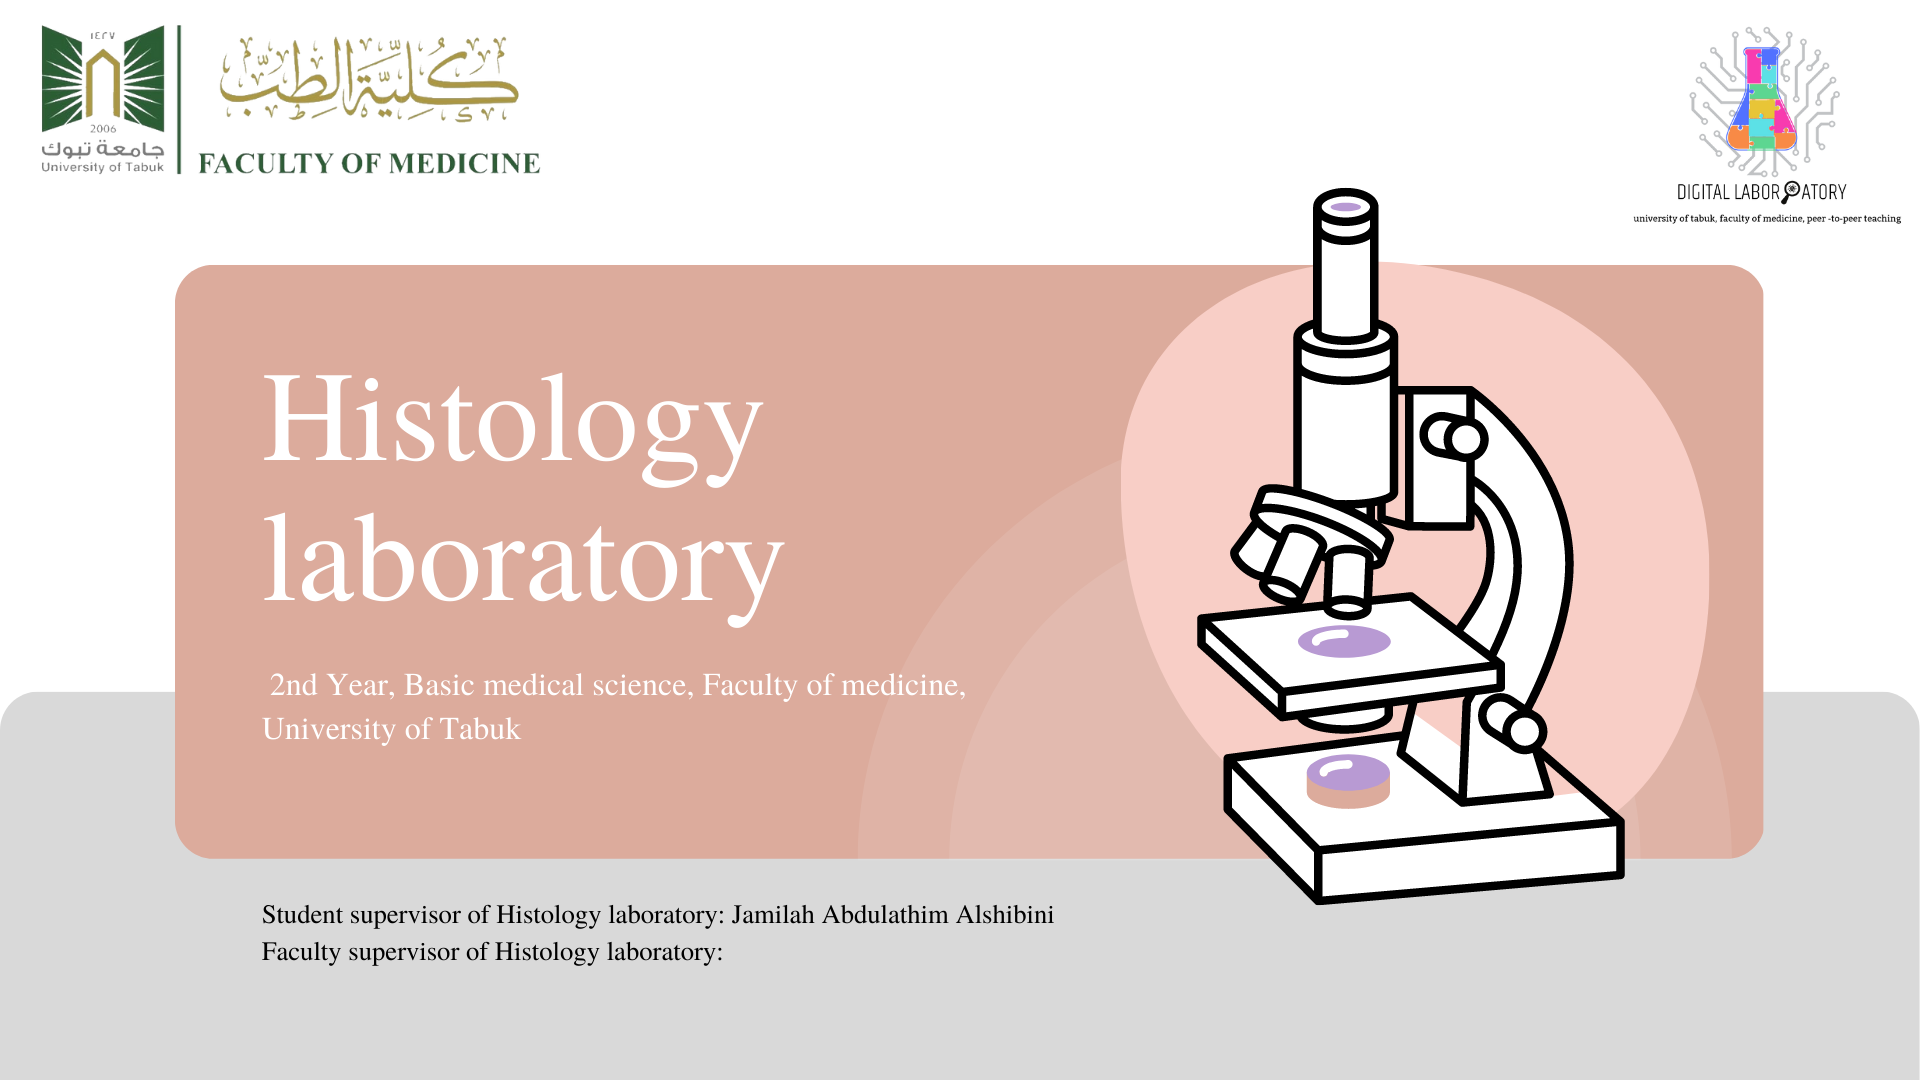 ١٤٢٧
2006
جامعة تبوك
University of Tabuk
كلية الطب
FACULTY OF MEDICINE
DIGITAL LABORATORY
university of tabuk, faculty of medicine, peer -to-peer teaching
Histology
laboratory
2nd Year, Basic medical science, Faculty of medicine,
University of Tabuk
Student supervisor of Histology laboratory: Jamilah Abdulathim Alshibini
Faculty supervisor of Histology laboratory: